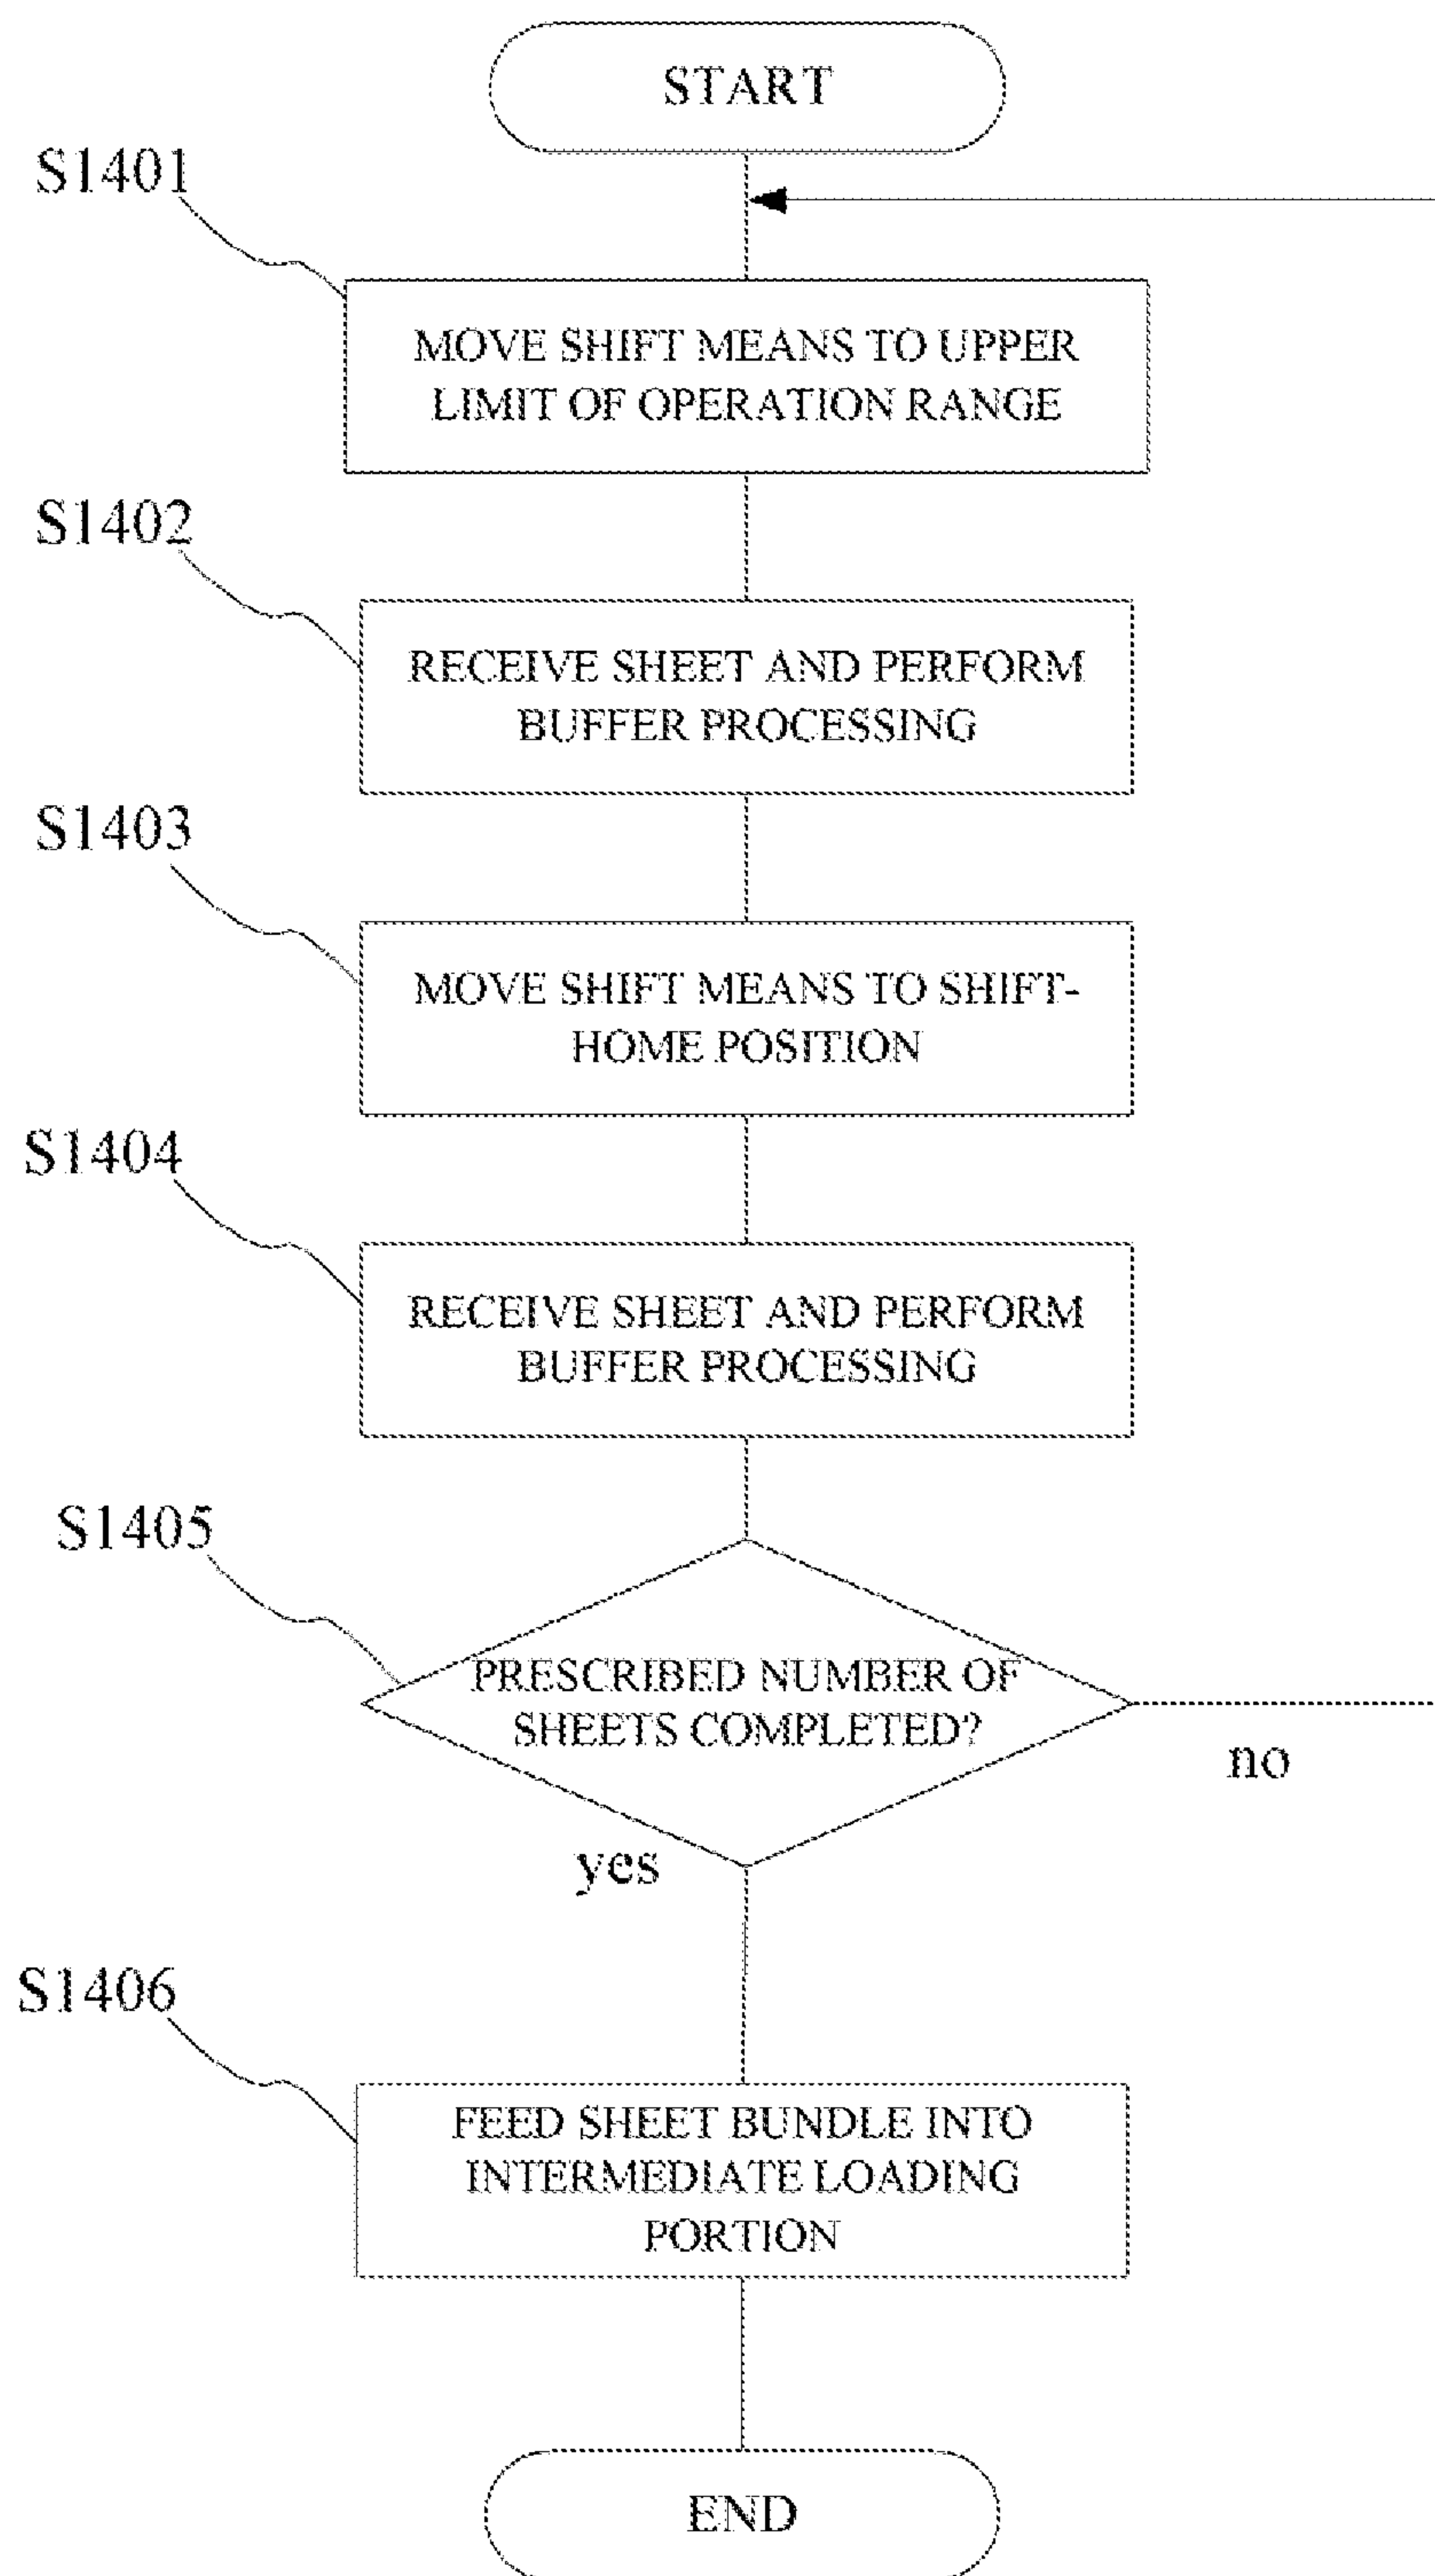 START
S1401
MOVE SHIFT MEANS TO UPPER
LIMIT OF OPERATION RANGE
S1402
RECEIVE SHEET AND PERFORM
BUFFER PROCESSING
S1403
MOVE SHIFT MEANS TO SHIFT-
HOME POSITION
S1404
RECEIVE SHEET AND PERFORM
BUFFER PROCESSING
S1405
PRESCRIBED NUMBER OF
SHEETS COMPLETED?
no
yes
S1406
FEED SHEET BUNDLE INTO
INTERMEDIATE LOADING
PORTION
END